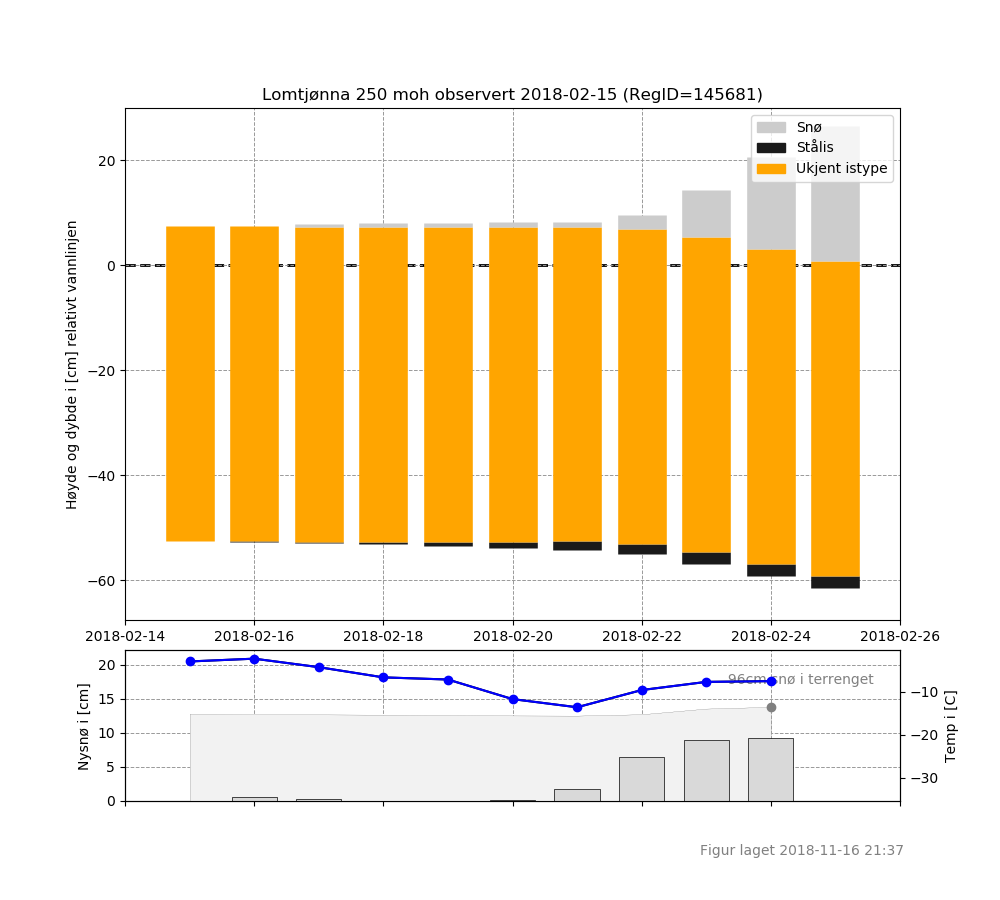 Lomtjønna 250 moh observert 2018-02-15 (RegID=145681)
Snø
Stålis
Ukjent istype
Høyde og dybde i [cm] relativt vannlinjen
20
0
−20
−40
−60
2018-02-14 2018-02-16 2018-02-18 2018-02-20 2018-02-22 2018-02-24 2018-02-26
Nysnø i [cm]
20
15
10
5
0
96cm snø i terrenget
−10
−20
−30
Temp i [C]
Figur laget 2018-11-16 21:37